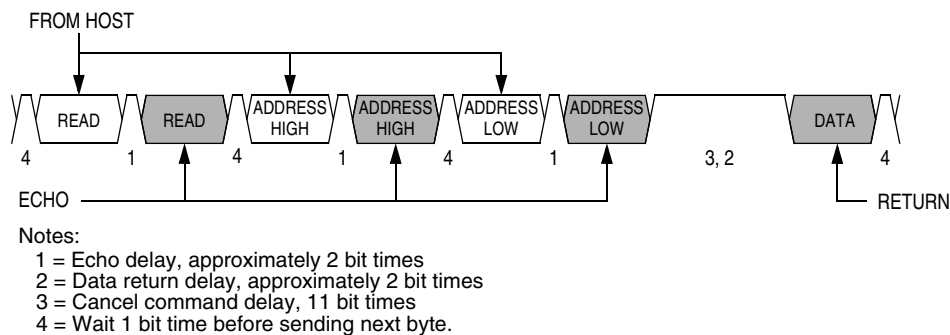 FROM HOST
READ READ ADDRESS HIGH ADDRESS HIGH ADDRESS LOW ADDRESS LOW DATA
4 1 4 1 4 1 3, 2 4
ECHO RETURN
Notes:
1 = Echo delay, approximately 2 bit times
2 = Data return delay, approximately 2 bit times
3 = Cancel command delay, 11 bit times
4 = Wait 1 bit time before sending next byte.